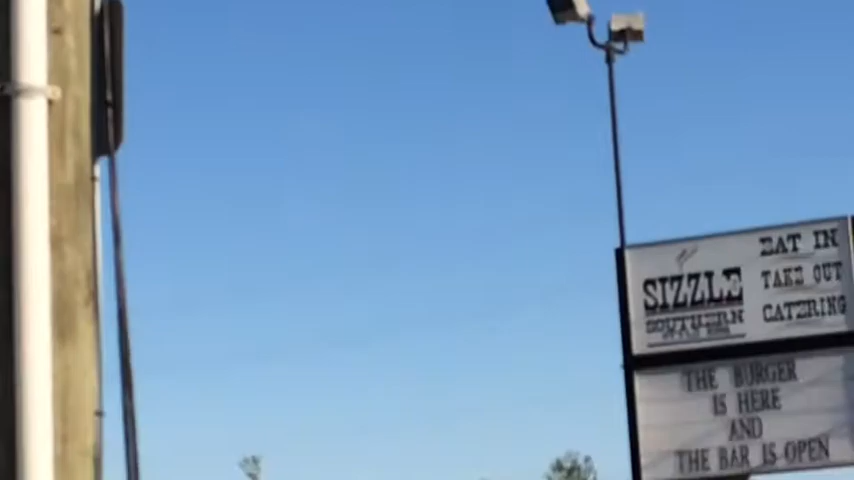 SIZZLE
SOUTHERN
EAT IN
TAKE OUT
CATERING
THE BURGER
IS HERE
AND
THE BAR IS OPEN